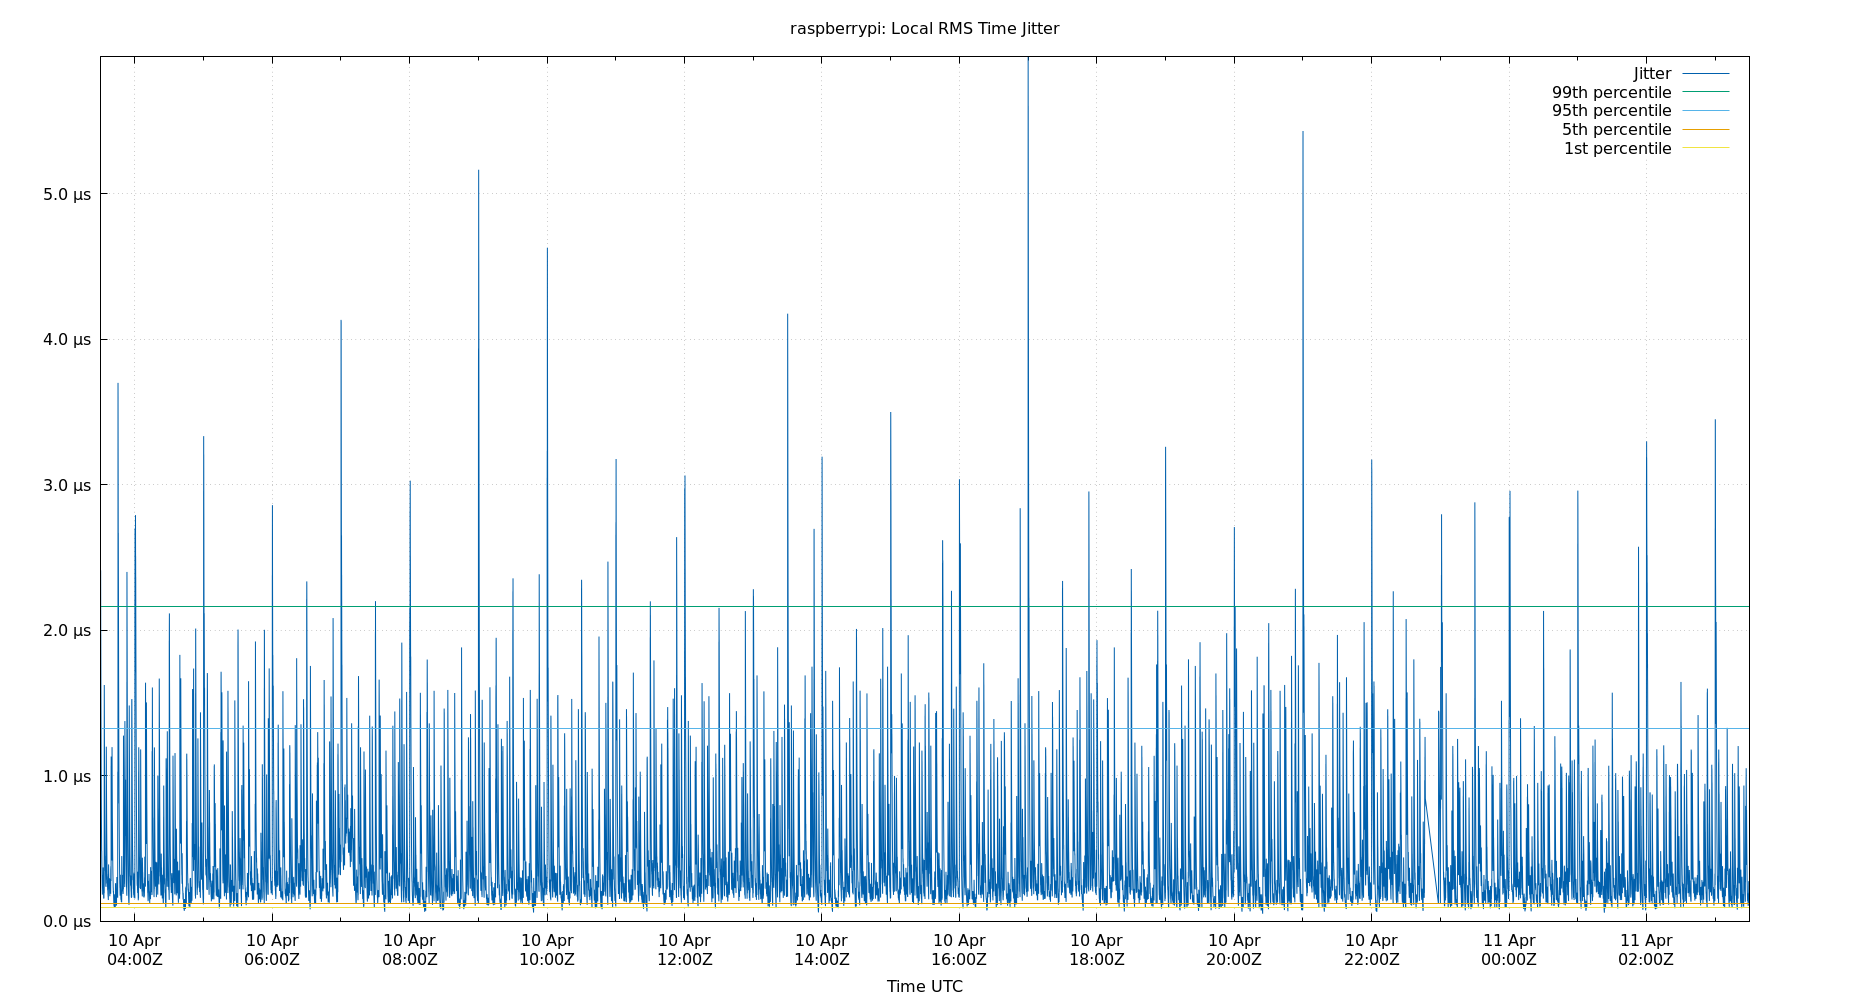 raspberrypi: Local RMS Time Jitter
Jitter
99th percentile
95th percentile
5th percentile
1st percentile
5.0 μs
4.0 μs
3.0 μs
2.0 μs
1.0 μs
0.0 μs
10 Apr 10 Apr 10 Apr 10 Apr 10 Apr 10 Apr 10 Apr 10 Apr 10 Apr 10 Apr 11 Apr 11 Apr
04:00Z 06:00Z 08:00Z 10:00Z 12:00Z 14:00Z 16:00Z 18:00Z 20:00Z 22:00Z 00:00Z 02:00Z
Time UTC